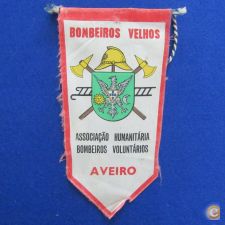 BOMBEIROS VELHOS
ASSOCIAÇÃO HUMANITÁRIA
BOMBEIROS VOLUNTÁRIOS
AVEIRO